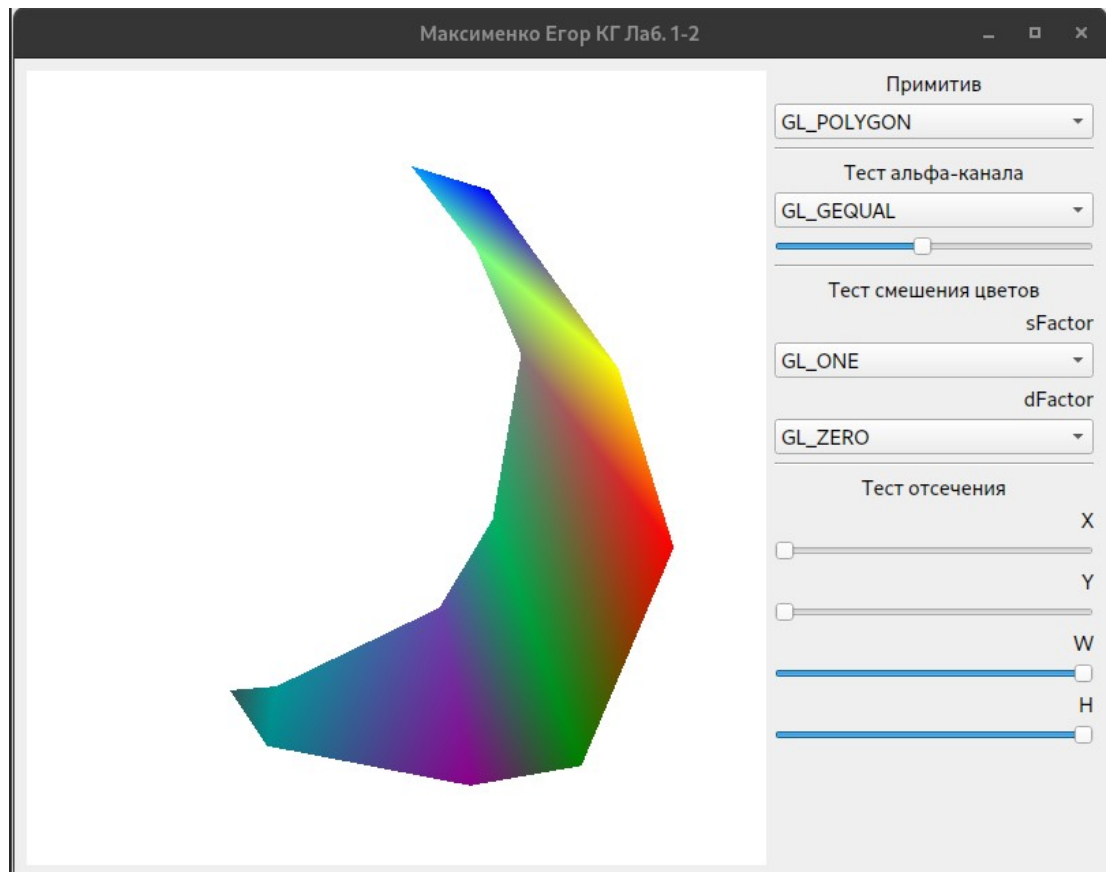 Максименко Егор КГ Лаб. 1-2
Примитив
GL_POLYGON
Тест альфа-канала
GL_GEQUAL
Тест смешения цветов
sFactor
GL_ONE
dFactor
GL_ZERO
Тест отсечения
X
Y
W
H